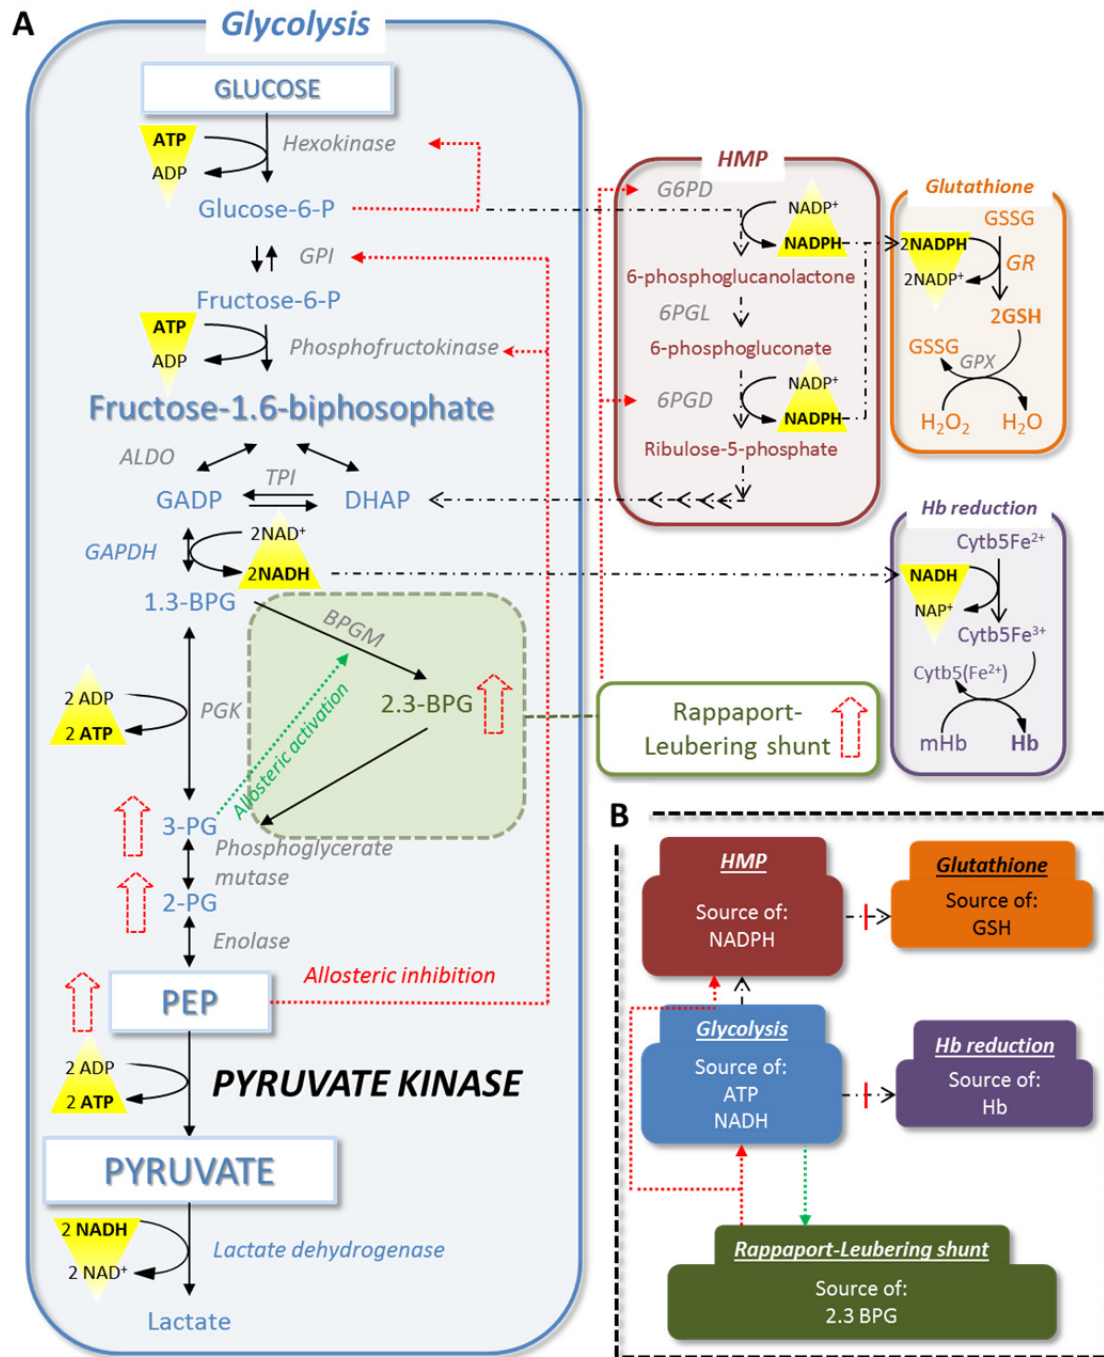 A
Glycolysis
GLUCOSE
ATP
ADP
Hexokinase
Glucose-6-P
GPI
Fructose-6-P
ATP
ADP
Phosphofructokinase
Fructose-1.6-biphosophate
ALDO
TPI
GADP
DHAP
GAPDH
2NAD⁺
2NADH
1.3-BPG
BPGM
2.3-BPG
2 ADP
2 ATP
PGK
Allosteric activation
3-PG
Phosphoglycerate
mutase
2-PG
Enolase
PEP
Allosteric inhibition
2 ADP
2 ATP
PYRUVATE KINASE
PYRUVATE
2 NADH
2 NAD⁺
Lactate dehydrogenase
Lactate
HMP
G6PD
NADP⁺
NADPH
6-phosphoglucanolactone
6PGL
6-phosphogluconate
6PGD
NADP⁺
NADPH
Ribulose-5-phosphate
Glutathione
GSSG
2NADPH
2NADP⁺
GR
2GSH
GSSG
GPX
H₂O₂
H₂O
Hb reduction
Cytb5Fe²⁺
NADH
NAP⁺
Cytb5Fe³⁺
Cytb5(Fe²⁺)
mHb
Hb
Rappaport-
Leubering shunt
B
HMP
Source of:
NADPH
Glutathione
Source of:
GSH
Glycolysis
Source of:
ATP
NADH
Hb reduction
Source of:
Hb
Rappaport-Leubering shunt
Source of:
2.3 BPG